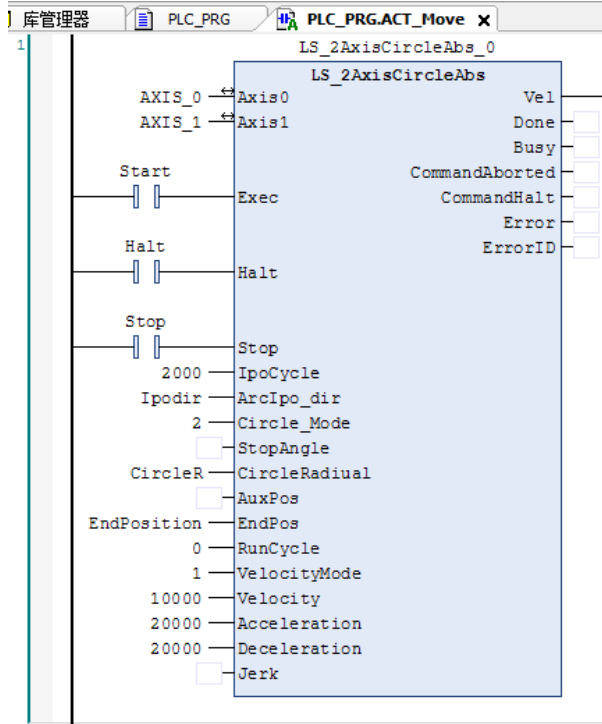 库管理器 PLC_PRG PLC_PRG.ACT_Move x
1
LS_2AxisCircleAbs_0
LS_2AxisCircleAbs
AXIS_0 Axis0 Vel
AXIS_1 Axis1 Done
Busy
Start CommandAborted
Exec CommandHalt
Error
Halt ErrorID
Halt
Stop
Stop
2000 IpoCycle
Ipodir ArcIpo_dir
2 Circle_Mode
StopAngle
CircleR CircleRadiual
AuxPos
EndPosition EndPos
0 RunCycle
1 VelocityMode
10000 Velocity
20000 Acceleration
20000 Deceleration
Jerk